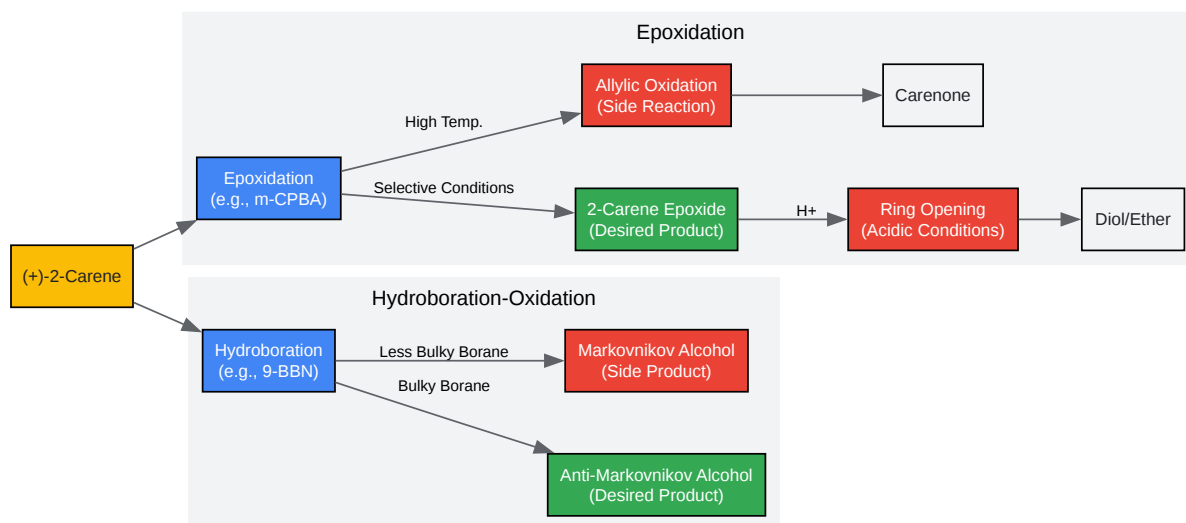 Epoxidation
Allylic Oxidation
(Side Reaction)
Carenone
High Temp.
Epoxidation
(e.g., m-CPBA)
Selective Conditions
2-Carene Epoxide
(Desired Product)
H+
Ring Opening
(Acidic Conditions)
Diol/Ether
(+)-2-Carene
Hydroboration-Oxidation
Hydroboration
(e.g., 9-BBN)
Less Bulky Borane
Markovnikov Alcohol
(Side Product)
Bulky Borane
Anti-Markovnikov Alcohol
(Desired Product)